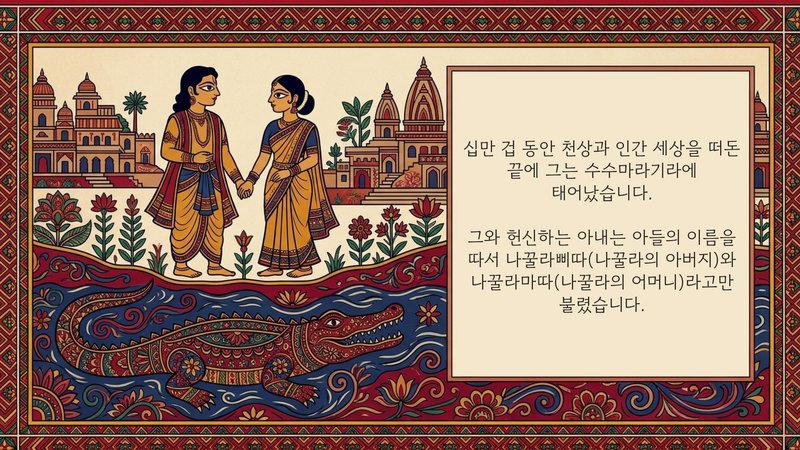 십만 겁 동안 천상과 인간 세상을 떠돈
끝에 그는 수수마라기라에
태어났습니다.
그와 헌신하는 아내는 아들의 이름을
따서 나꿀라삐따(나꿀라의 아버지)와
나꿀라마따(나꿀라의 어머니)라고만
불렸습니다.